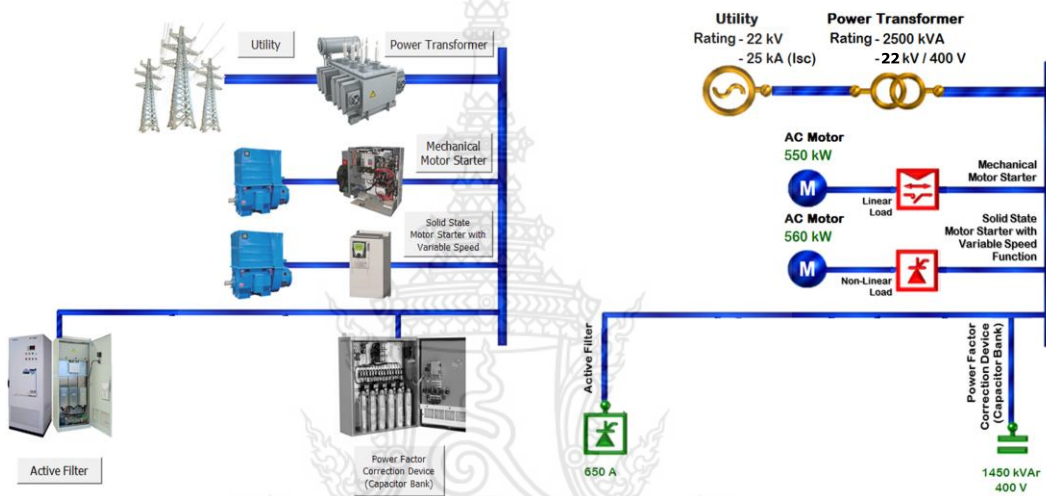 Utility
Power Transformer
Mechanical
Motor Starter
Solid State
Motor Starter with
Variable Speed
Active Filter
Power Factor
Correction Device
(Capacitor Bank)
Utility
Rating - 22 kV
- 25 kA (Isc)
Power Transformer
Rating - 2500 kVA
- 22 kV / 400 V
AC Motor
550 kW
M
Linear
Load
Mechanical
Motor Starter
AC Motor
560 kW
M
Non-Linear
Load
Solid State
Motor Starter with
Variable Speed
Function
Active Filter
650 A
Power Factor
Correction Device
(Capacitor Bank)
1450 kVAr
400 V